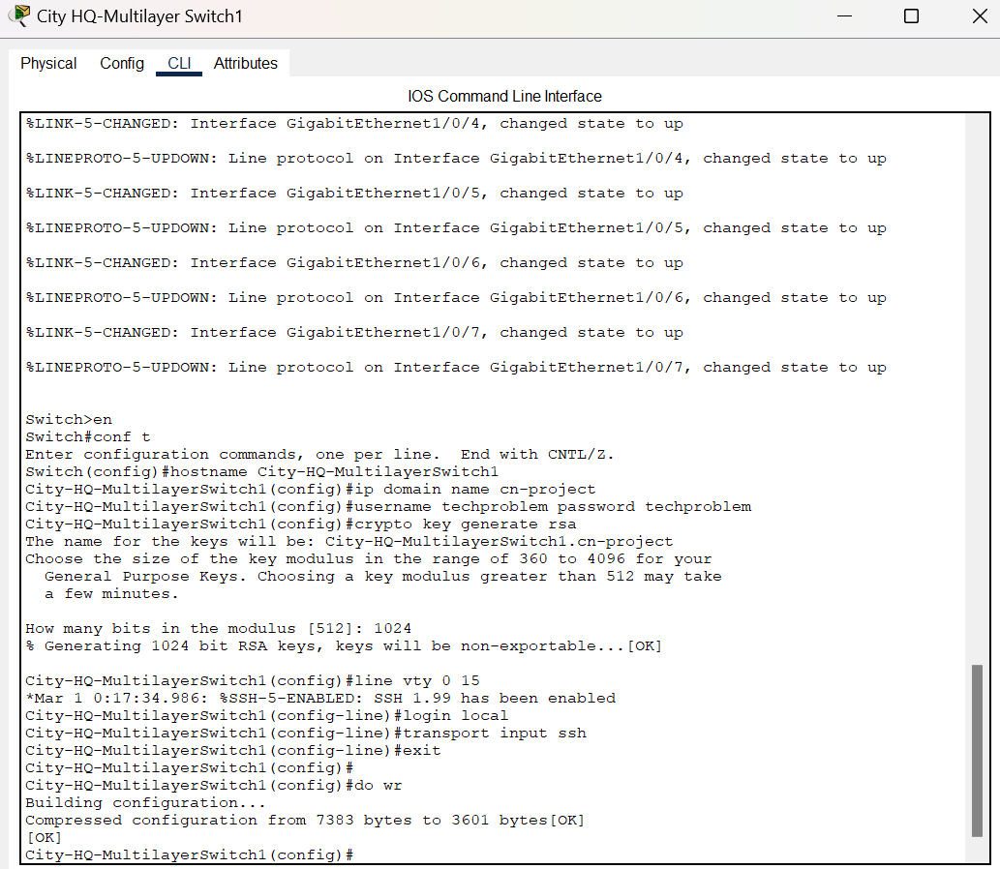 City HQ-Multilayer Switch1
Physical Config CLI Attributes
IOS Command Line Interface
%LINK-5-CHANGED: Interface GigabitEthernet1/0/4, changed state to up
%LINEPROTO-5-UPDOWN: Line protocol on Interface GigabitEthernet1/0/4, changed state to up
%LINK-5-CHANGED: Interface GigabitEthernet1/0/5, changed state to up
%LINEPROTO-5-UPDOWN: Line protocol on Interface GigabitEthernet1/0/5, changed state to up
%LINK-5-CHANGED: Interface GigabitEthernet1/0/6, changed state to up
%LINEPROTO-5-UPDOWN: Line protocol on Interface GigabitEthernet1/0/6, changed state to up
%LINK-5-CHANGED: Interface GigabitEthernet1/0/7, changed state to up
%LINEPROTO-5-UPDOWN: Line protocol on Interface GigabitEthernet1/0/7, changed state to up
Switch>en
Switch#conf t
Enter configuration commands, one per line.  End with CNTL/Z.
Switch(config)#hostname City-HQ-MultilayerSwitch1
City-HQ-MultilayerSwitch1(config)#ip domain name cn-project
City-HQ-MultilayerSwitch1(config)#username techproblem password techproblem
City-HQ-MultilayerSwitch1(config)#crypto key generate rsa
The name for the keys will be: City-HQ-MultilayerSwitch1.cn-project
Choose the size of the key modulus in the range of 360 to 4096 for your
  General Purpose Keys. Choosing a key modulus greater than 512 may take
  a few minutes.
How many bits in the modulus [512]: 1024
% Generating 1024 bit RSA keys, keys will be non-exportable...[OK]
City-HQ-MultilayerSwitch1(config)#line vty 0 15
*Mar 1 0:17:34.986: %SSH-5-ENABLED: SSH 1.99 has been enabled
City-HQ-MultilayerSwitch1(config-line)#login local
City-HQ-MultilayerSwitch1(config-line)#transport input ssh
City-HQ-MultilayerSwitch1(config-line)#exit
City-HQ-MultilayerSwitch1(config)#
City-HQ-MultilayerSwitch1(config)#do wr
Building configuration...
Compressed configuration from 7383 bytes to 3601 bytes[OK]
[OK]
City-HQ-MultilayerSwitch1(config)#